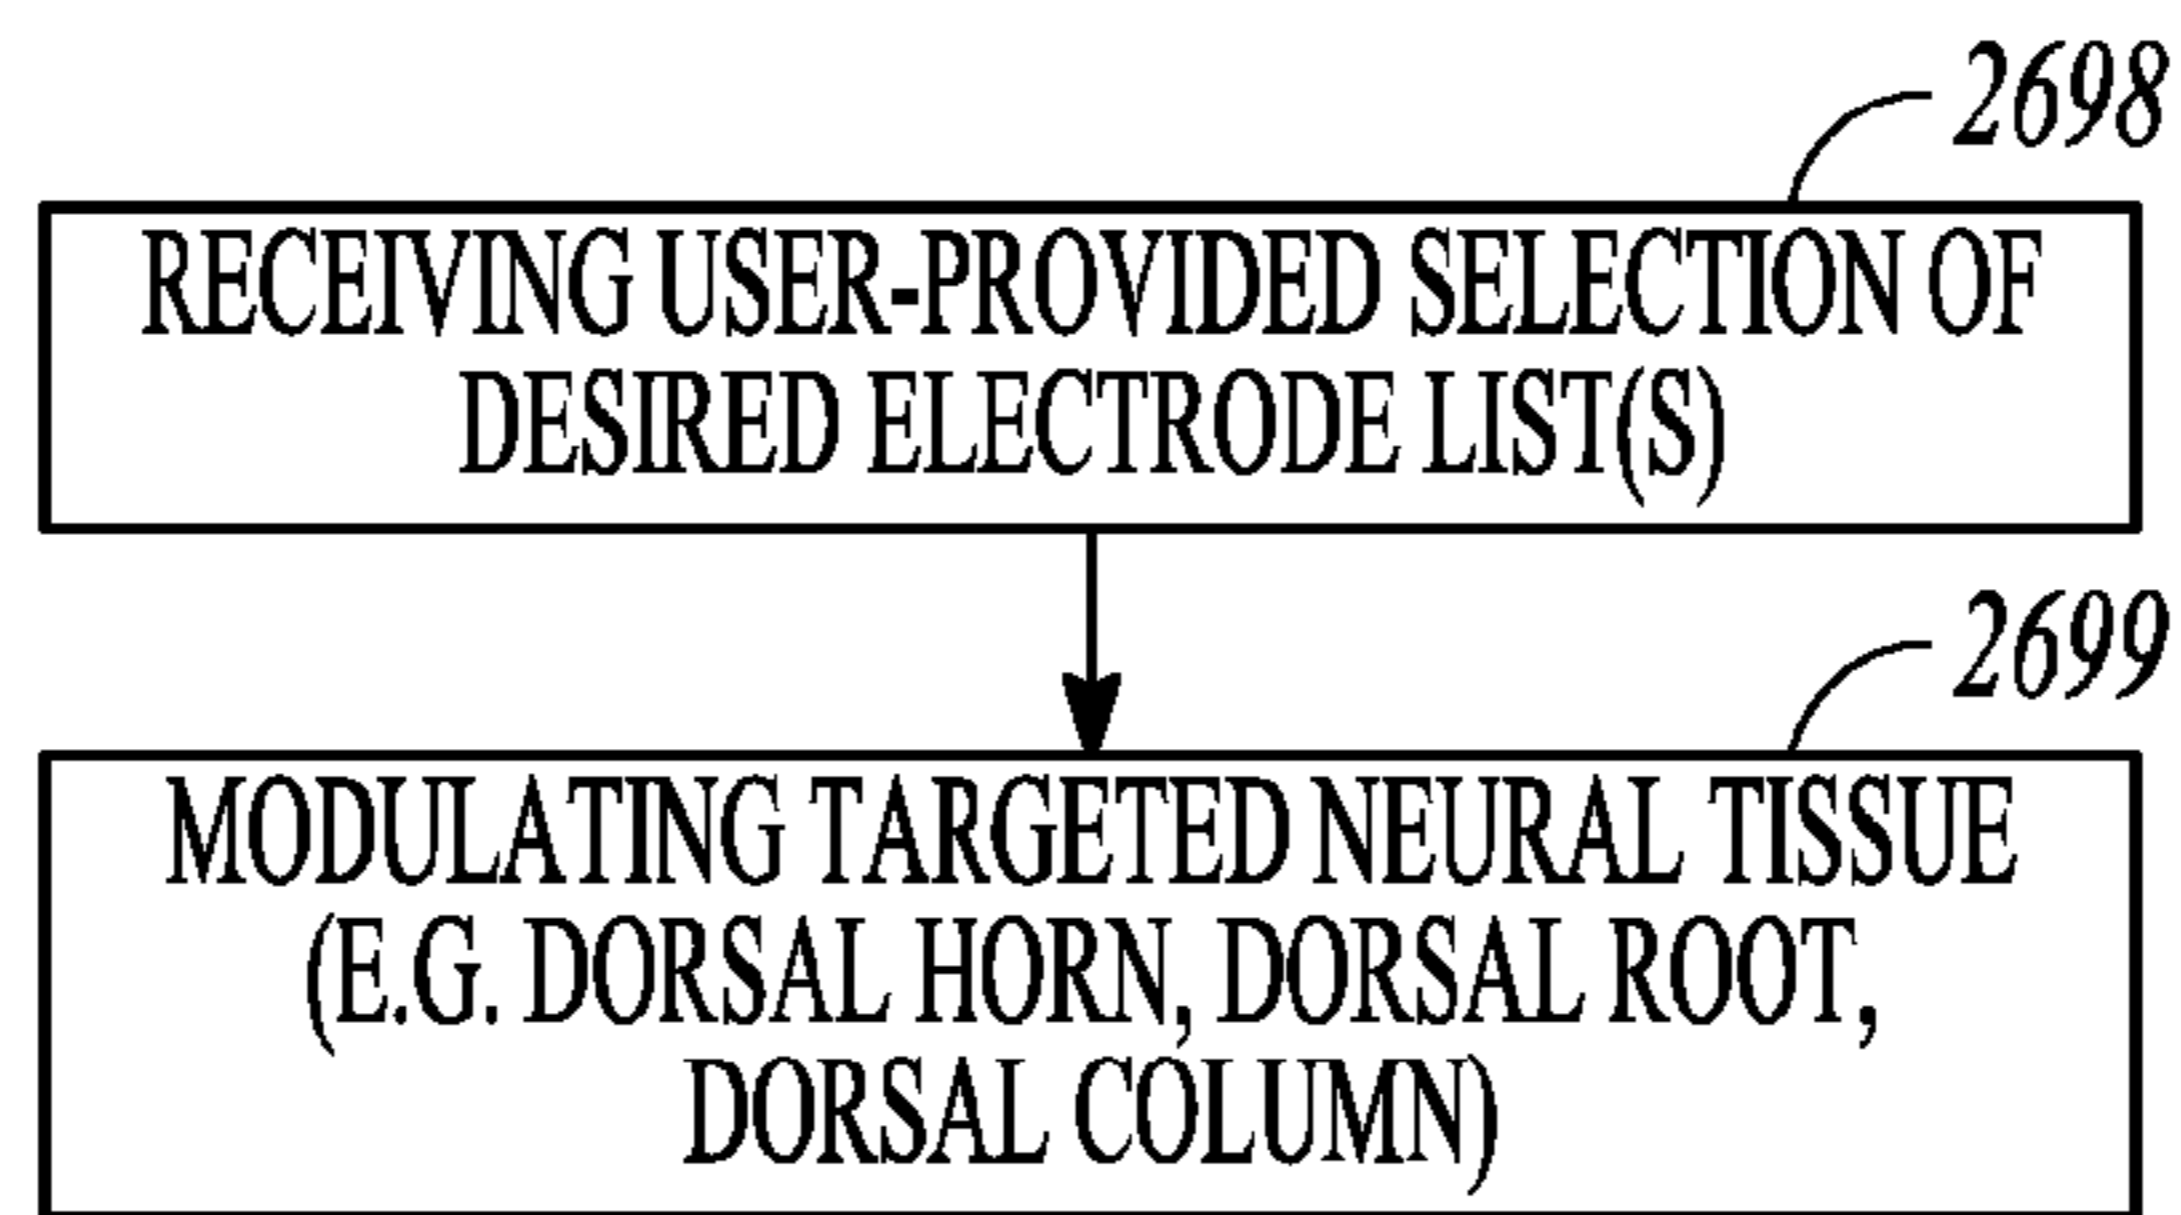 2698
RECEIVING USER-PROVIDED SELECTION OF
DESIRED ELECTRODE LIST(S)
2699
MODULATING TARGETED NEURAL TISSUE
(E.G. DORSAL HORN, DORSAL ROOT,
DORSAL COLUMN)